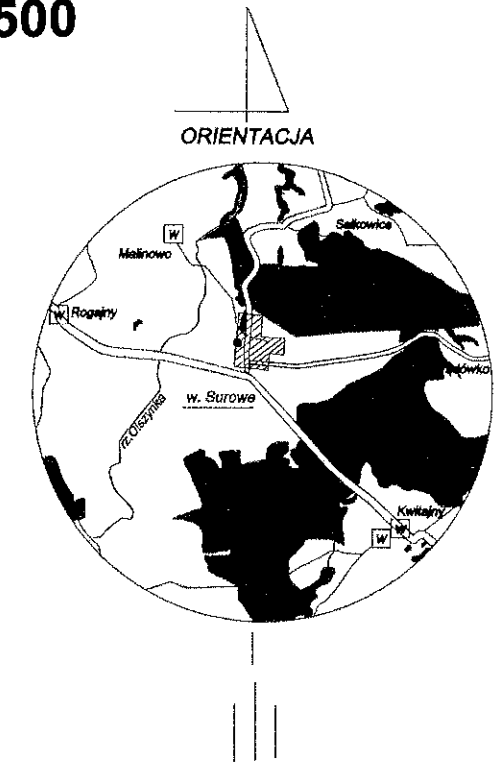 500
ORIENTACJA
Sałkowice
W
Malinowo
W Rogajny
w. Surowe
rz.Olszynka
Kwitajny
W
W